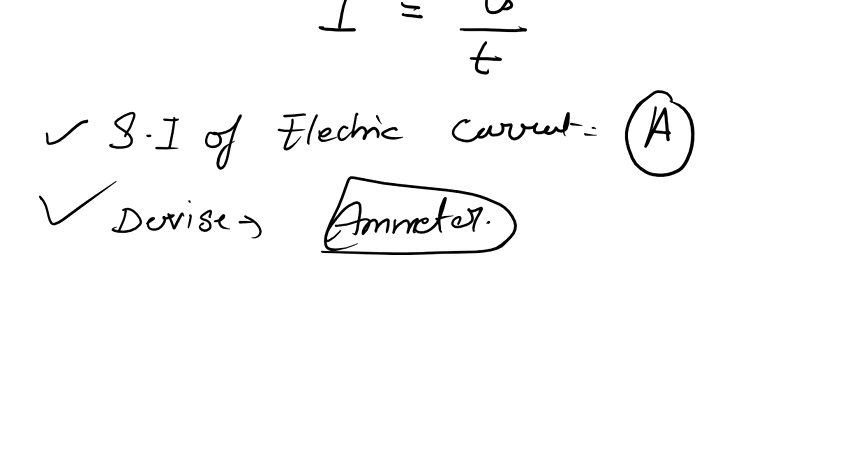 I =
t
S.I of Electric Current = A
Devise → Ammeter.